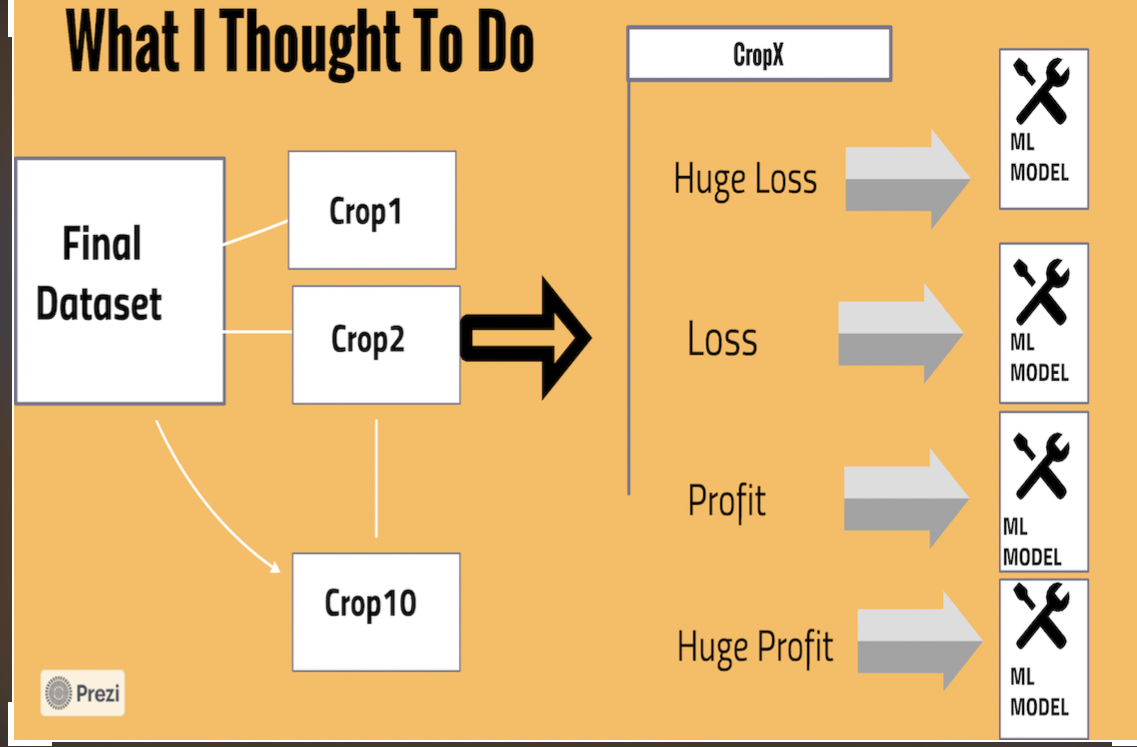 What I Thought To Do
Final
Dataset
Crop1
Crop2
Crop10
CropX
Huge Loss
ML
MODEL
Loss
ML
MODEL
Profit
ML
MODEL
Huge Profit
ML
MODEL
Prezi